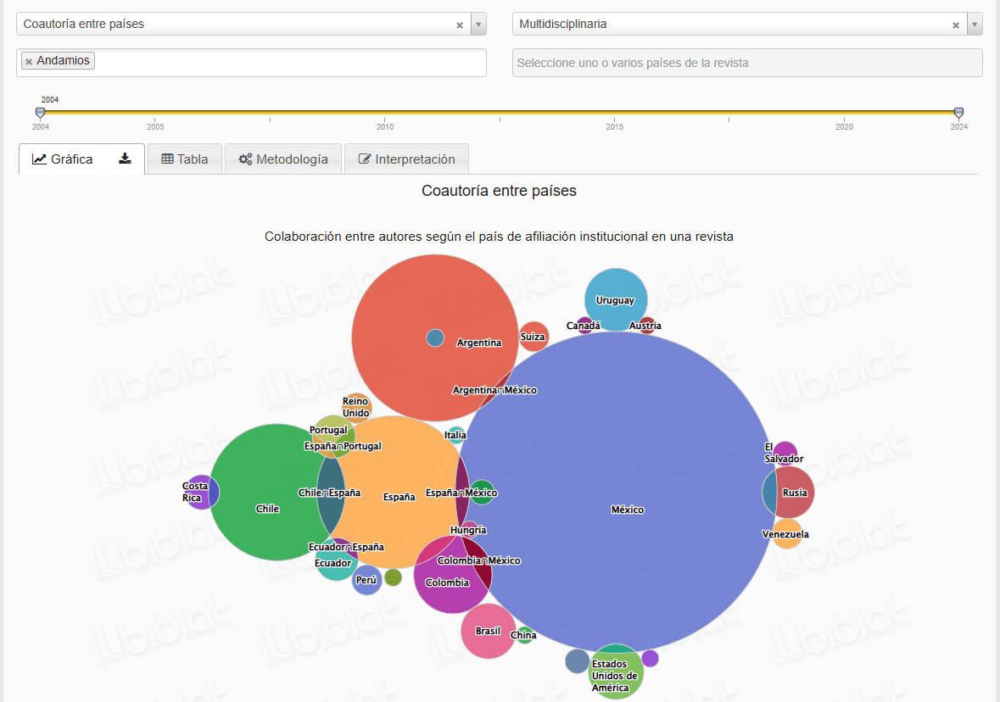 Coautoría entre países
Multidisciplinaria
Andamios
Seleccione uno o varios países de la revista
2004
2004 2005 2010 2015 2020 2024
Gráfica Tabla Metodología Interpretación
Coautoría entre países
Colaboración entre autores según el país de afiliación institucional en una revista
Uruguay
Canadá Austria
Argentina
Suiza
Argentina∩México
Reino
Unido
Portugal
Italia
España∩Portugal
El
Salvador
Costa
Rica
Chile∩España
España
España∩México
Rusia
Chile
México
Hungría
Venezuela
Ecuador∩España
Ecuador
Colombia∩México
Perú
Colombia
Brasil
China
Estados
Unidos de
América
biblat